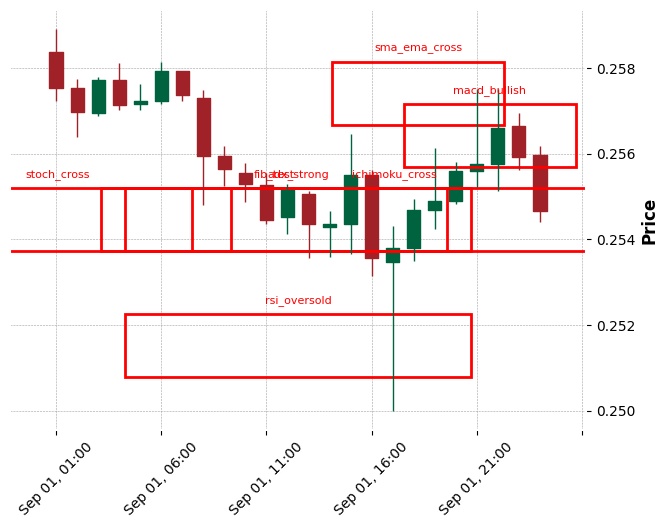 sma_ema_cross
0.258
macd_bullish
0.256
stoch_cross
ichimoku_cross
0.254
rsi_oversold
0.252
0.250
Price
Sep 01, 01:00
Sep 01, 06:00
Sep 01, 11:00
Sep 01, 16:00
Sep 01, 21:00